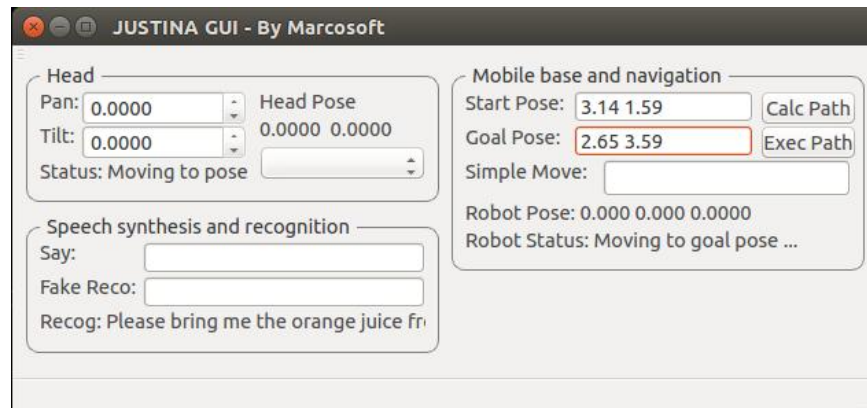 JUSTINA GUI - By Marcosoft
Head
Pan: 0.0000
Head Pose
Tilt: 0.0000
0.0000 0.0000
Status: Moving to pose
Speech synthesis and recognition
Say:
Fake Reco:
Recog: Please bring me the orange juice
Mobile base and navigation
Start Pose: 3.14 1.59 Calc Path
Goal Pose: 2.65 3.59 Exec Path
Simple Move:
Robot Pose: 0.000 0.000 0.0000
Robot Status: Moving to goal pose ...